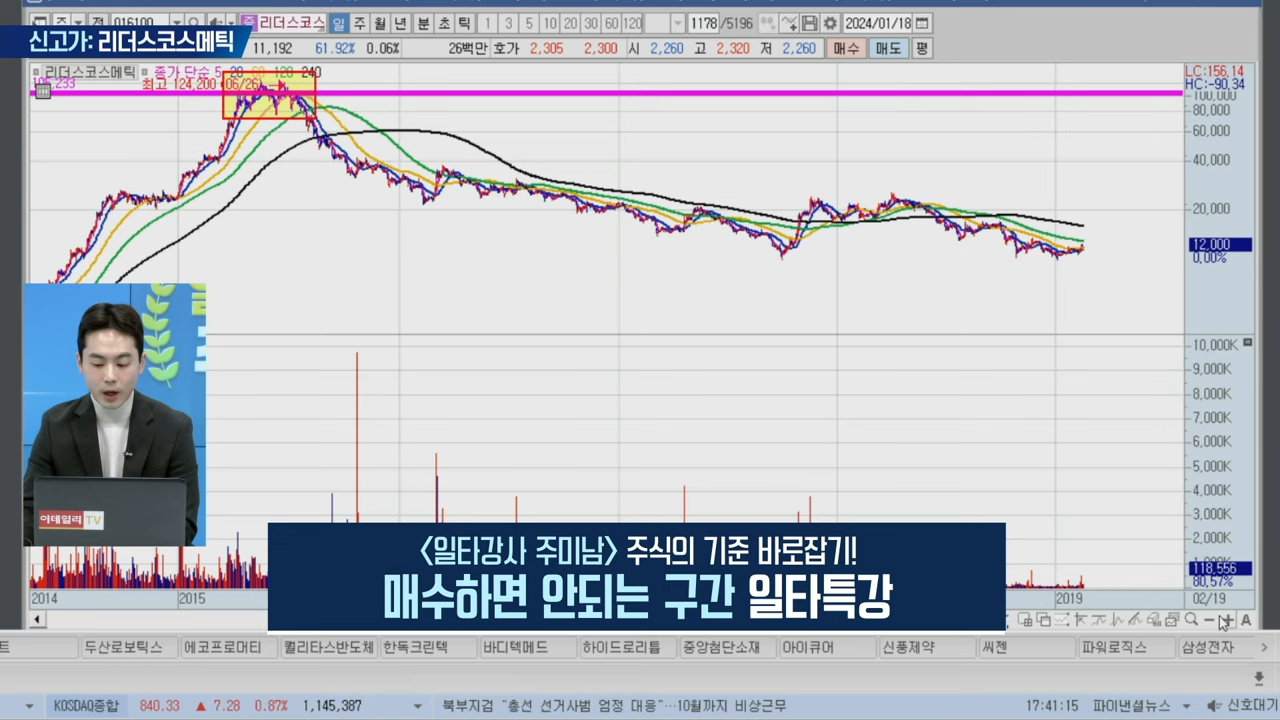 신고가: 리더스코스메틱
016100
리더스코스
일 주 월 년 분 초 틱 1 3 5 10 20 30 60 120
1178 /5196
2024/01/18
11,192 61.92% 0.06% 26백만 호가 2,305 2,300 시 2,260 고 2,320 저 2,260 매수 매도 평
리더스코스메틱 종가 단순 5 20 60 120 240
최고 124,200 (06/26)
LC:156.14
HC:-90.34
100,000
80,000
60,000
40,000
20,000
12,000
0.00%
10,000K
9,000K
8,000K
7,000K
6,000K
5,000K
4,000K
3,000K
2,000K
118,556
80.57%
이데일리 TV
<일타강사 주미남> 주식의 기준 바로잡기!
매수하면 안되는 구간 일타특강
2014 2015 2019 02/19
A
트 두산로보틱스 에코프로머티 퀄리타스반도체 한독크린텍 바디텍메드 하이드로리튬 중앙첨단소재 아이큐어 신풍제약 씨젠 파워로직스 삼성전자
KOSDAQ종합 840.33 ▲ 7.28 0.87% 1,145,387 북부지검 "총선 선거사범 엄정 대응"…10월까지 비상근무 17:41:15 파이낸셜뉴스 신호대기